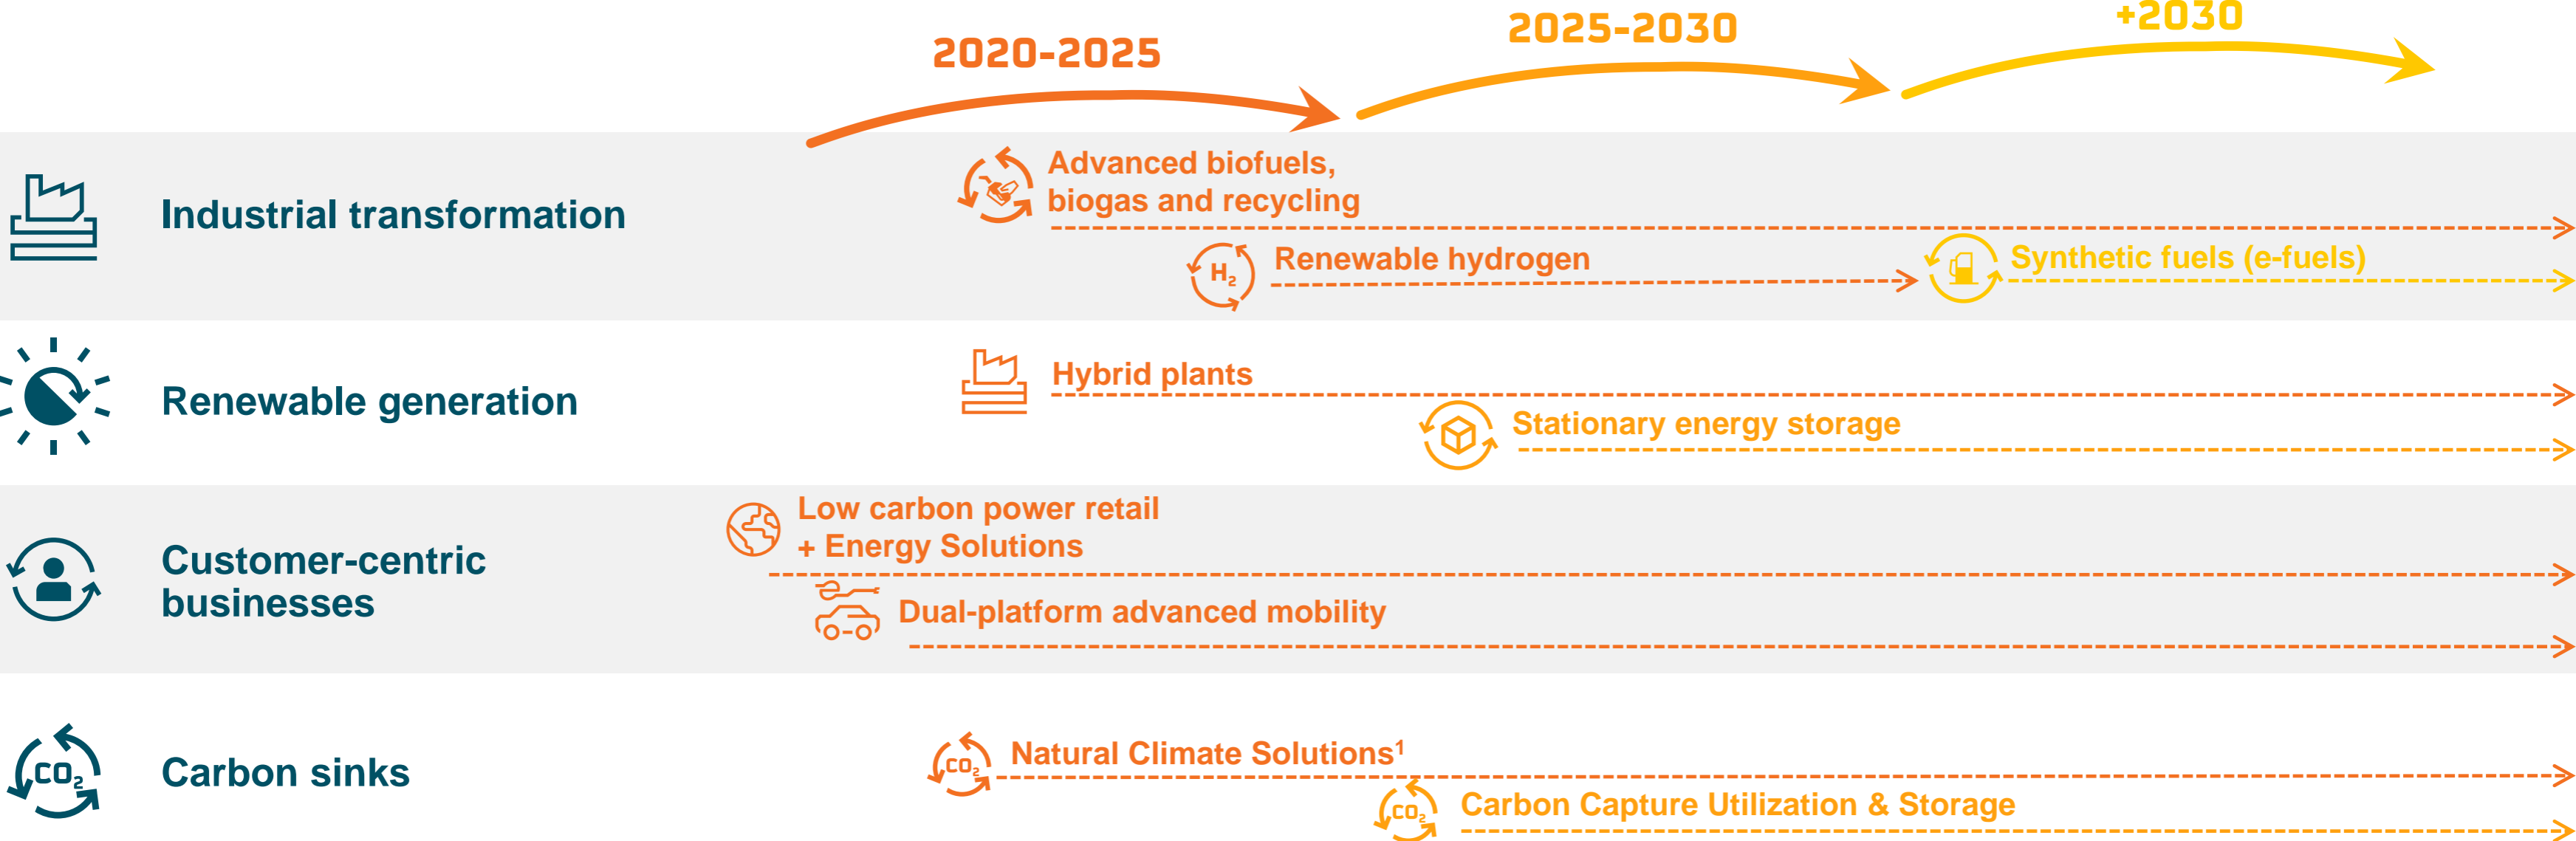 2020-2025
2025-2030
+2030
Industrial transformation
Advanced biofuels,
biogas and recycling
H₂
Renewable hydrogen
Synthetic fuels (e-fuels)
Renewable generation
Hybrid plants
Stationary energy storage
Customer-centric
businesses
Low carbon power retail
+ Energy Solutions
Dual-platform advanced mobility
CO₂
Carbon sinks
CO₂
Natural Climate Solutions¹
CO₂
Carbon Capture Utilization & Storage